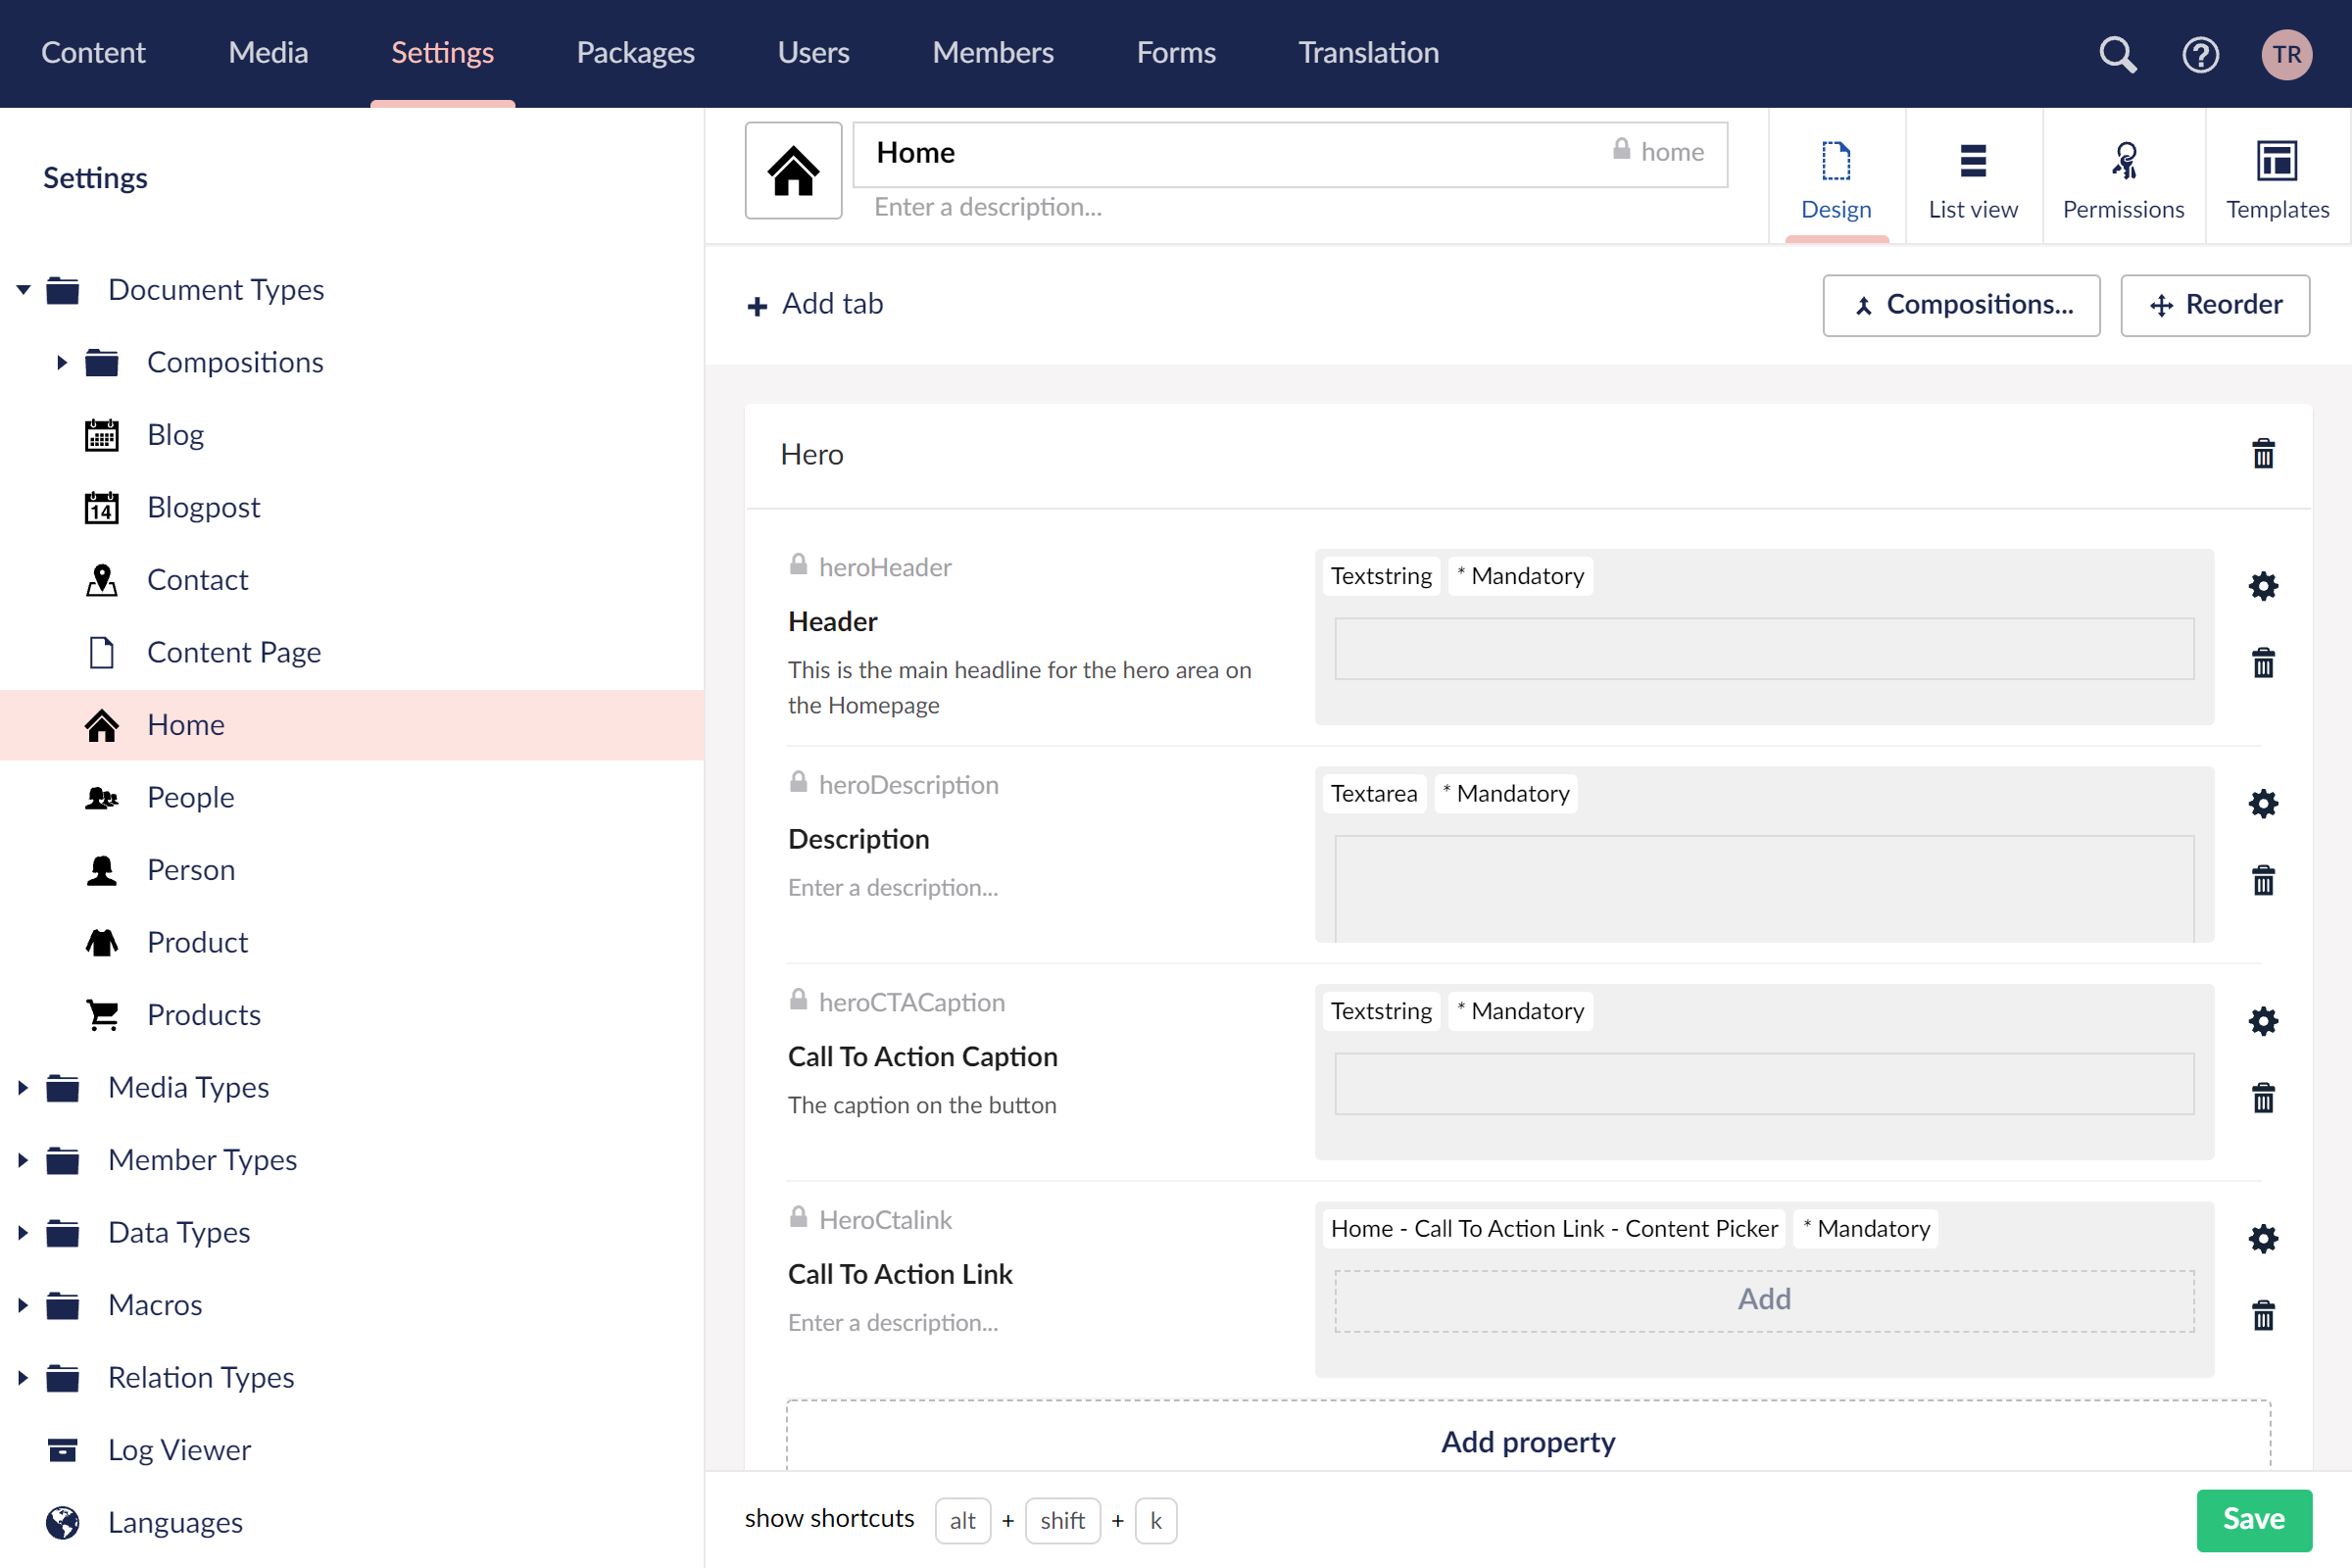 Content Media Settings Packages Users Members Forms Translation TR
Settings
Document Types
Compositions
Blog
14 Blogpost
Contact
Content Page
Home
People
Person
Product
Products
Media Types
Member Types
Data Types
Macros
Relation Types
Log Viewer
Languages
Home home
Enter a description...
Design List view Permissions Templates
Add tab Compositions... Reorder
Hero
heroHeader
Header
This is the main headline for the hero area on
the Homepage
Textstring * Mandatory
heroDescription
Description
Enter a description...
Textarea * Mandatory
heroCTACaption
Call To Action Caption
The caption on the button
Textstring * Mandatory
HeroCtalink
Call To Action Link
Enter a description...
Home - Call To Action Link - Content Picker * Mandatory
Add
Add property
show shortcuts alt + shift + k
Save